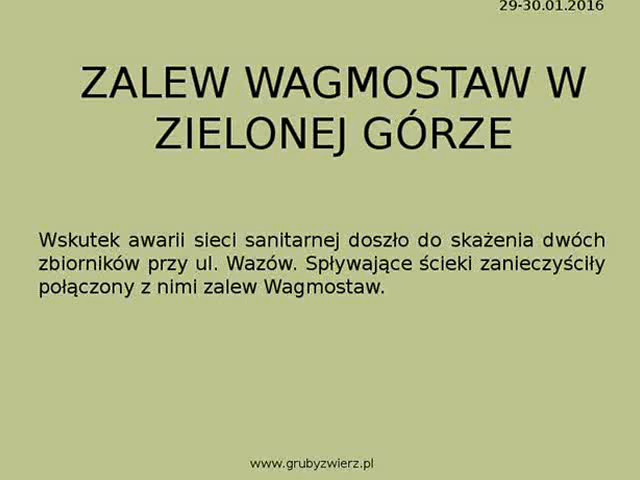 29-30.01.2016
ZALEW WAGMOSTAW W
ZIELONEJ GÓRZE
Wskutek awarii sieci sanitarnej doszło do skażenia dwóch
zbiorników przy ul. Wazów. Spływające ścieki zanieczyściły
połączony z nimi zalew Wagmostaw.
www.grubyzwierz.pl